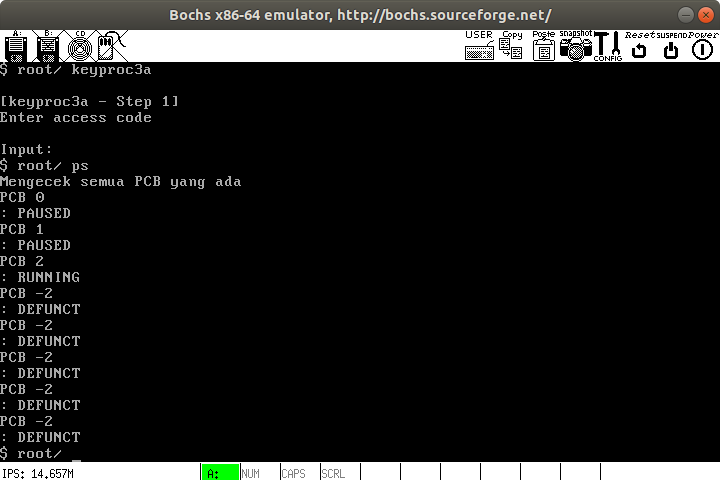 Bochs x86-64 emulator, http://bochs.sourceforge.net/
A: B: CD USER Copy Paste Snapshot CONFIG Reset SUSPEND Power
$ root/ keyproc3a
[keyproc3a - Step 1]
Enter access code
Input:
$ root/ ps
Mengecek semua PCB yang ada
PCB 0
: PAUSED
PCB 1
: PAUSED
PCB 2
: RUNNING
PCB -2
: DEFUNCT
PCB -2
: DEFUNCT
PCB -2
: DEFUNCT
PCB -2
: DEFUNCT
PCB -2
: DEFUNCT
$ root/ _
IPS: 14.657M A: NUM CAPS SCRL